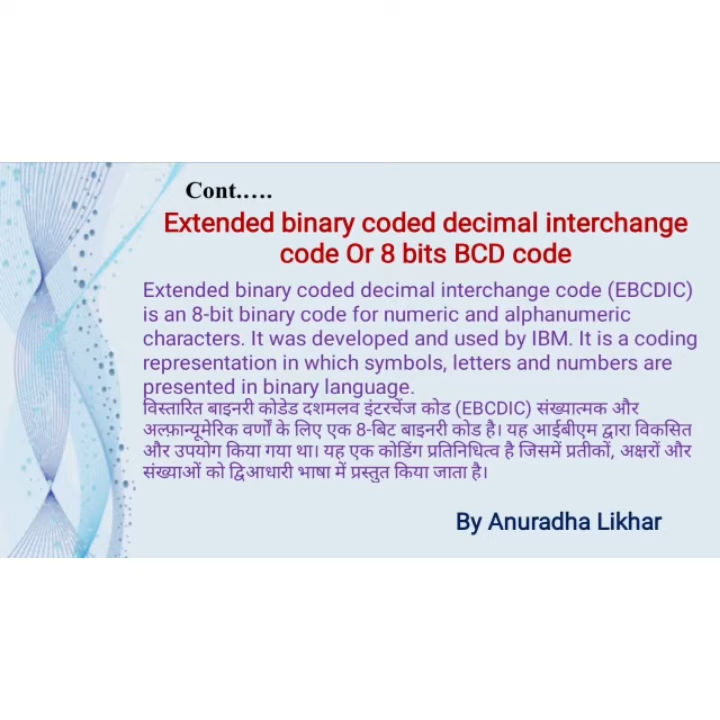 Cont.....
Extended binary coded decimal interchange
code Or 8 bits BCD code
Extended binary coded decimal interchange code (EBCDIC)
is an 8-bit binary code for numeric and alphanumeric
characters. It was developed and used by IBM. It is a coding
representation in which symbols, letters and numbers are
presented in binary language.
विस्तारित बाइनरी कोडेड दशमलव इंटरचेंज कोड (EBCDIC) संख्यात्मक और
अल्फ़ान्यूमेरिक वर्णों के लिए एक 8-बिट बाइनरी कोड है। यह आईबीएम द्वारा विकसित
और उपयोग किया गया था। यह एक कोडिंग प्रतिनिधित्व है जिसमें प्रतीकों, अक्षरों और
संख्याओं को द्विआधारी भाषा में प्रस्तुत किया जाता है।
By Anuradha Likhar